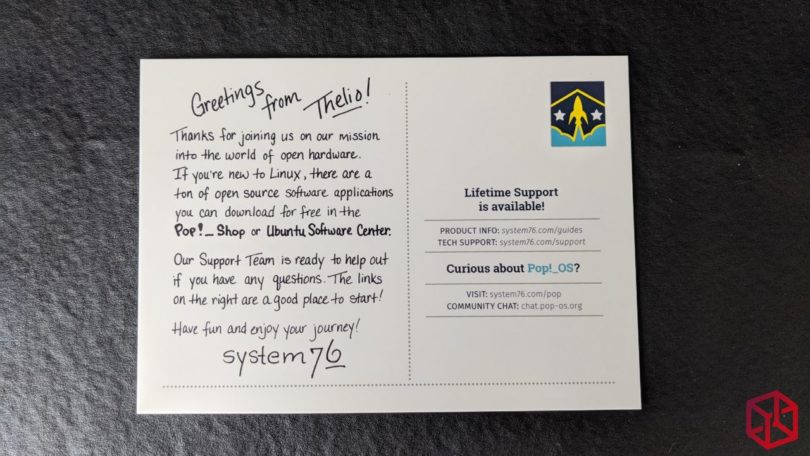 Greetings from Thelio!
Thanks for joining us on our mission
into the world of open hardware.
If you're new to Linux, there are a
ton of open source software applications
you can download for free in the
Pop!_Shop or Ubuntu Software Center.
Our Support Team is ready to help out
if you have any questions. The links
on the right are a good place to start!
Have fun and enjoy your journey!
system76
Lifetime Support
is available!
PRODUCT INFO: system76.com/guides
TECH SUPPORT: system76.com/support
Curious about Pop!_OS?
VISIT: system76.com/pop
COMMUNITY CHAT: chat.pop-os.org